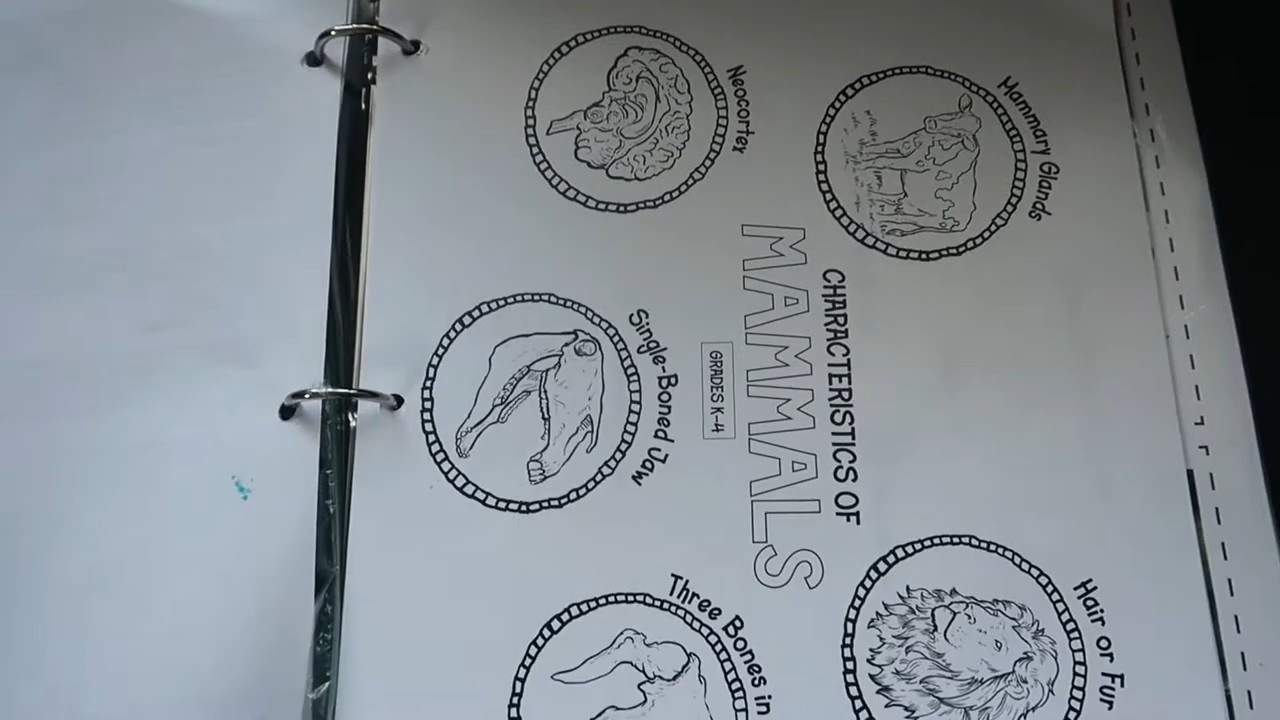 CHARACTERISTICS OF
MAMMALS
GRADES K-4
Mammary Glands
Hair or Fur
Neocortex
Single-Boned Jaw
Three Bones in